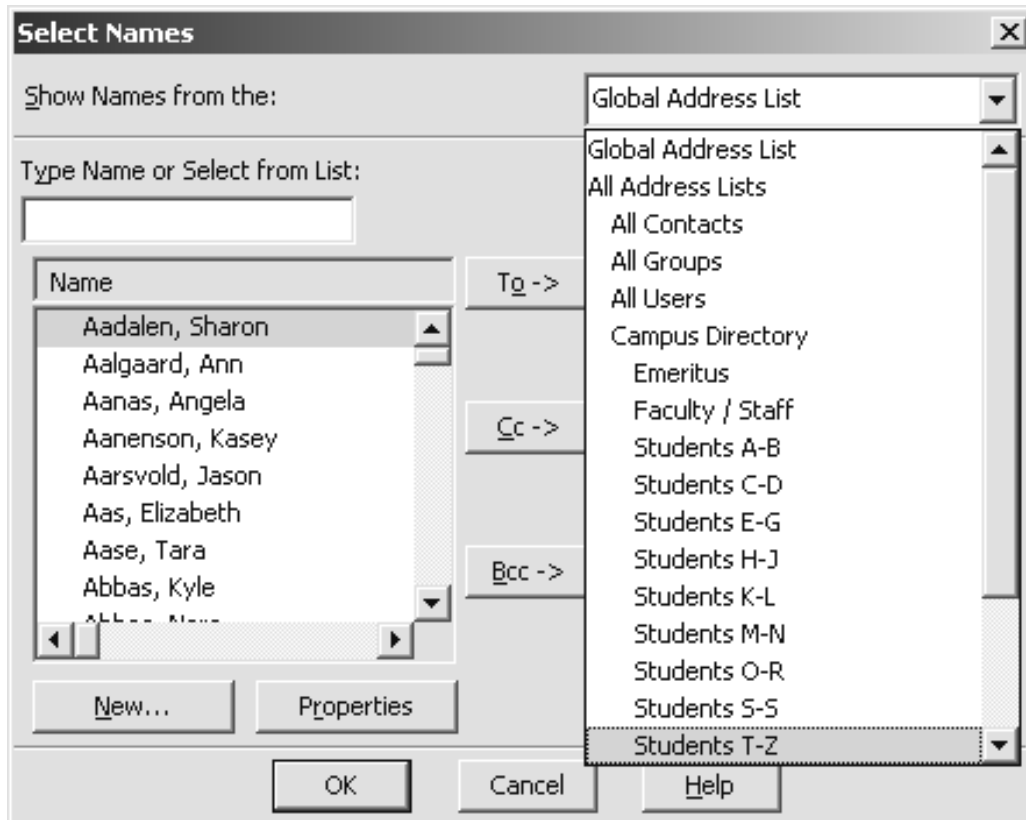 Select Names
Show Names from the:
Global Address List
Type Name or Select from List:
Name
Aadalen, Sharon
Aalgaard, Ann
Aanas, Angela
Aanenson, Kasey
Aarsvold, Jason
Aas, Elizabeth
Aase, Tara
Abbas, Kyle
To ->
Cc ->
Bcc ->
Global Address List
All Address Lists
All Contacts
All Groups
All Users
Campus Directory
Emeritus
Faculty / Staff
Students A-B
Students C-D
Students E-G
Students H-J
Students K-L
Students M-N
Students O-R
Students S-S
Students T-Z
New...
Properties
OK
Cancel
Help